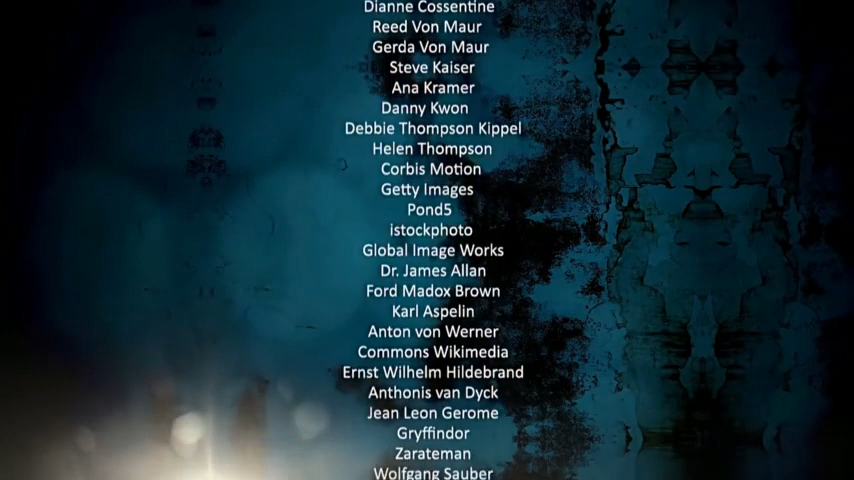 Dianne Cossentine
Reed Von Maur
Gerda Von Maur
Steve Kaiser
Ana Kramer
Danny Kwon
Debbie Thompson Kippel
Helen Thompson
Corbis Motion
Getty Images
Pond5
istockphoto
Global Image Works
Dr. James Allan
Ford Madox Brown
Karl Aspelin
Anton von Werner
Commons Wikimedia
Ernst Wilhelm Hildebrand
Anthonis van Dyck
Jean Leon Gerome
Gryffindor
Zarateman
Wolfgang Sauber